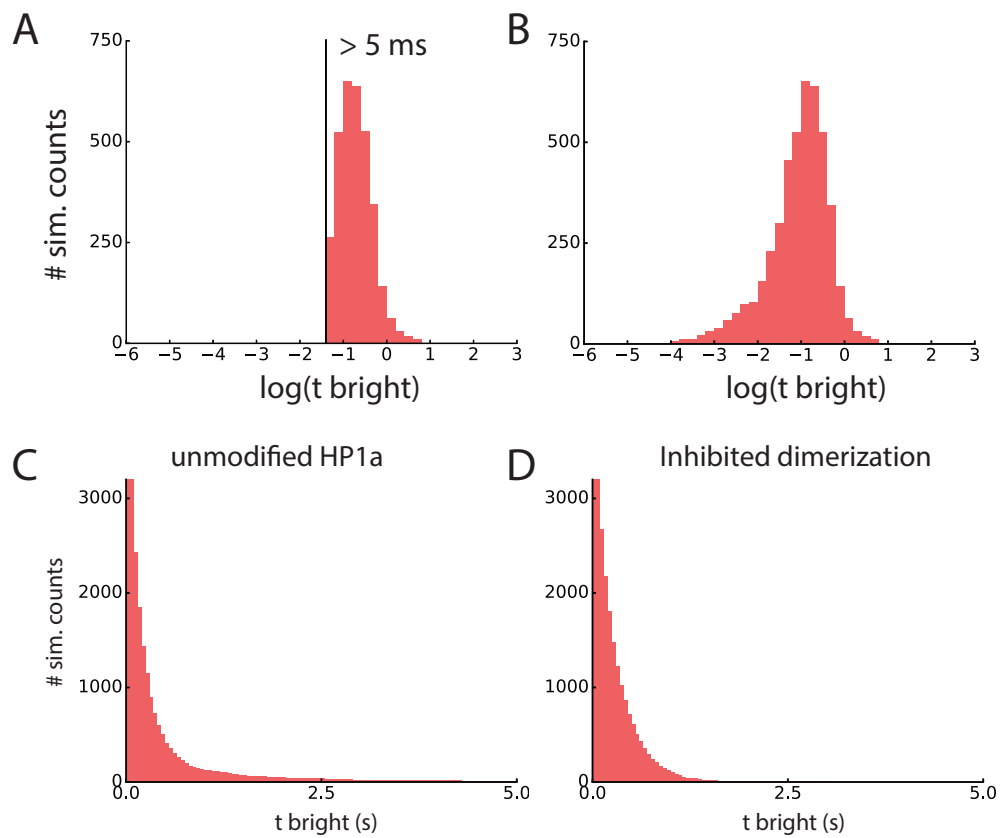 A
B
750
> 5 ms
750
# sim. counts
500
500
250
250
0
0
−6 −5 −4 −3 −2 −1 0 1 2 3
−6 −5 −4 −3 −2 −1 0 1 2 3
log(t bright)
log(t bright)
C
unmodified HP1a
D
Inhibited dimerization
# sim. counts
3000
3000
2000
2000
1000
1000
0
0
0.0 2.5 5.0
0.0 2.5 5.0
t bright (s)
t bright (s)